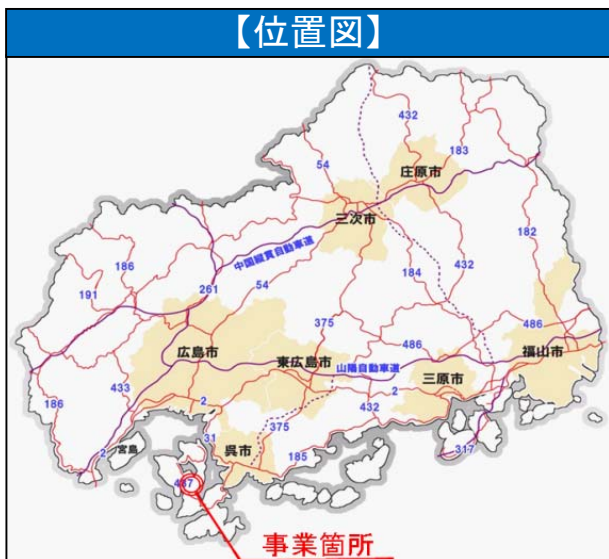 【位置図】
432
54
183
庄原市
三次市
182
中国縦貫自動車道
186
184
432
191
261
54
375
486
486
広島市
東広島市
山陽自動車道
福山市
三原市
433
2
2
186
432
31
375
317
2
宮島
呉市
185
487
事業箇所